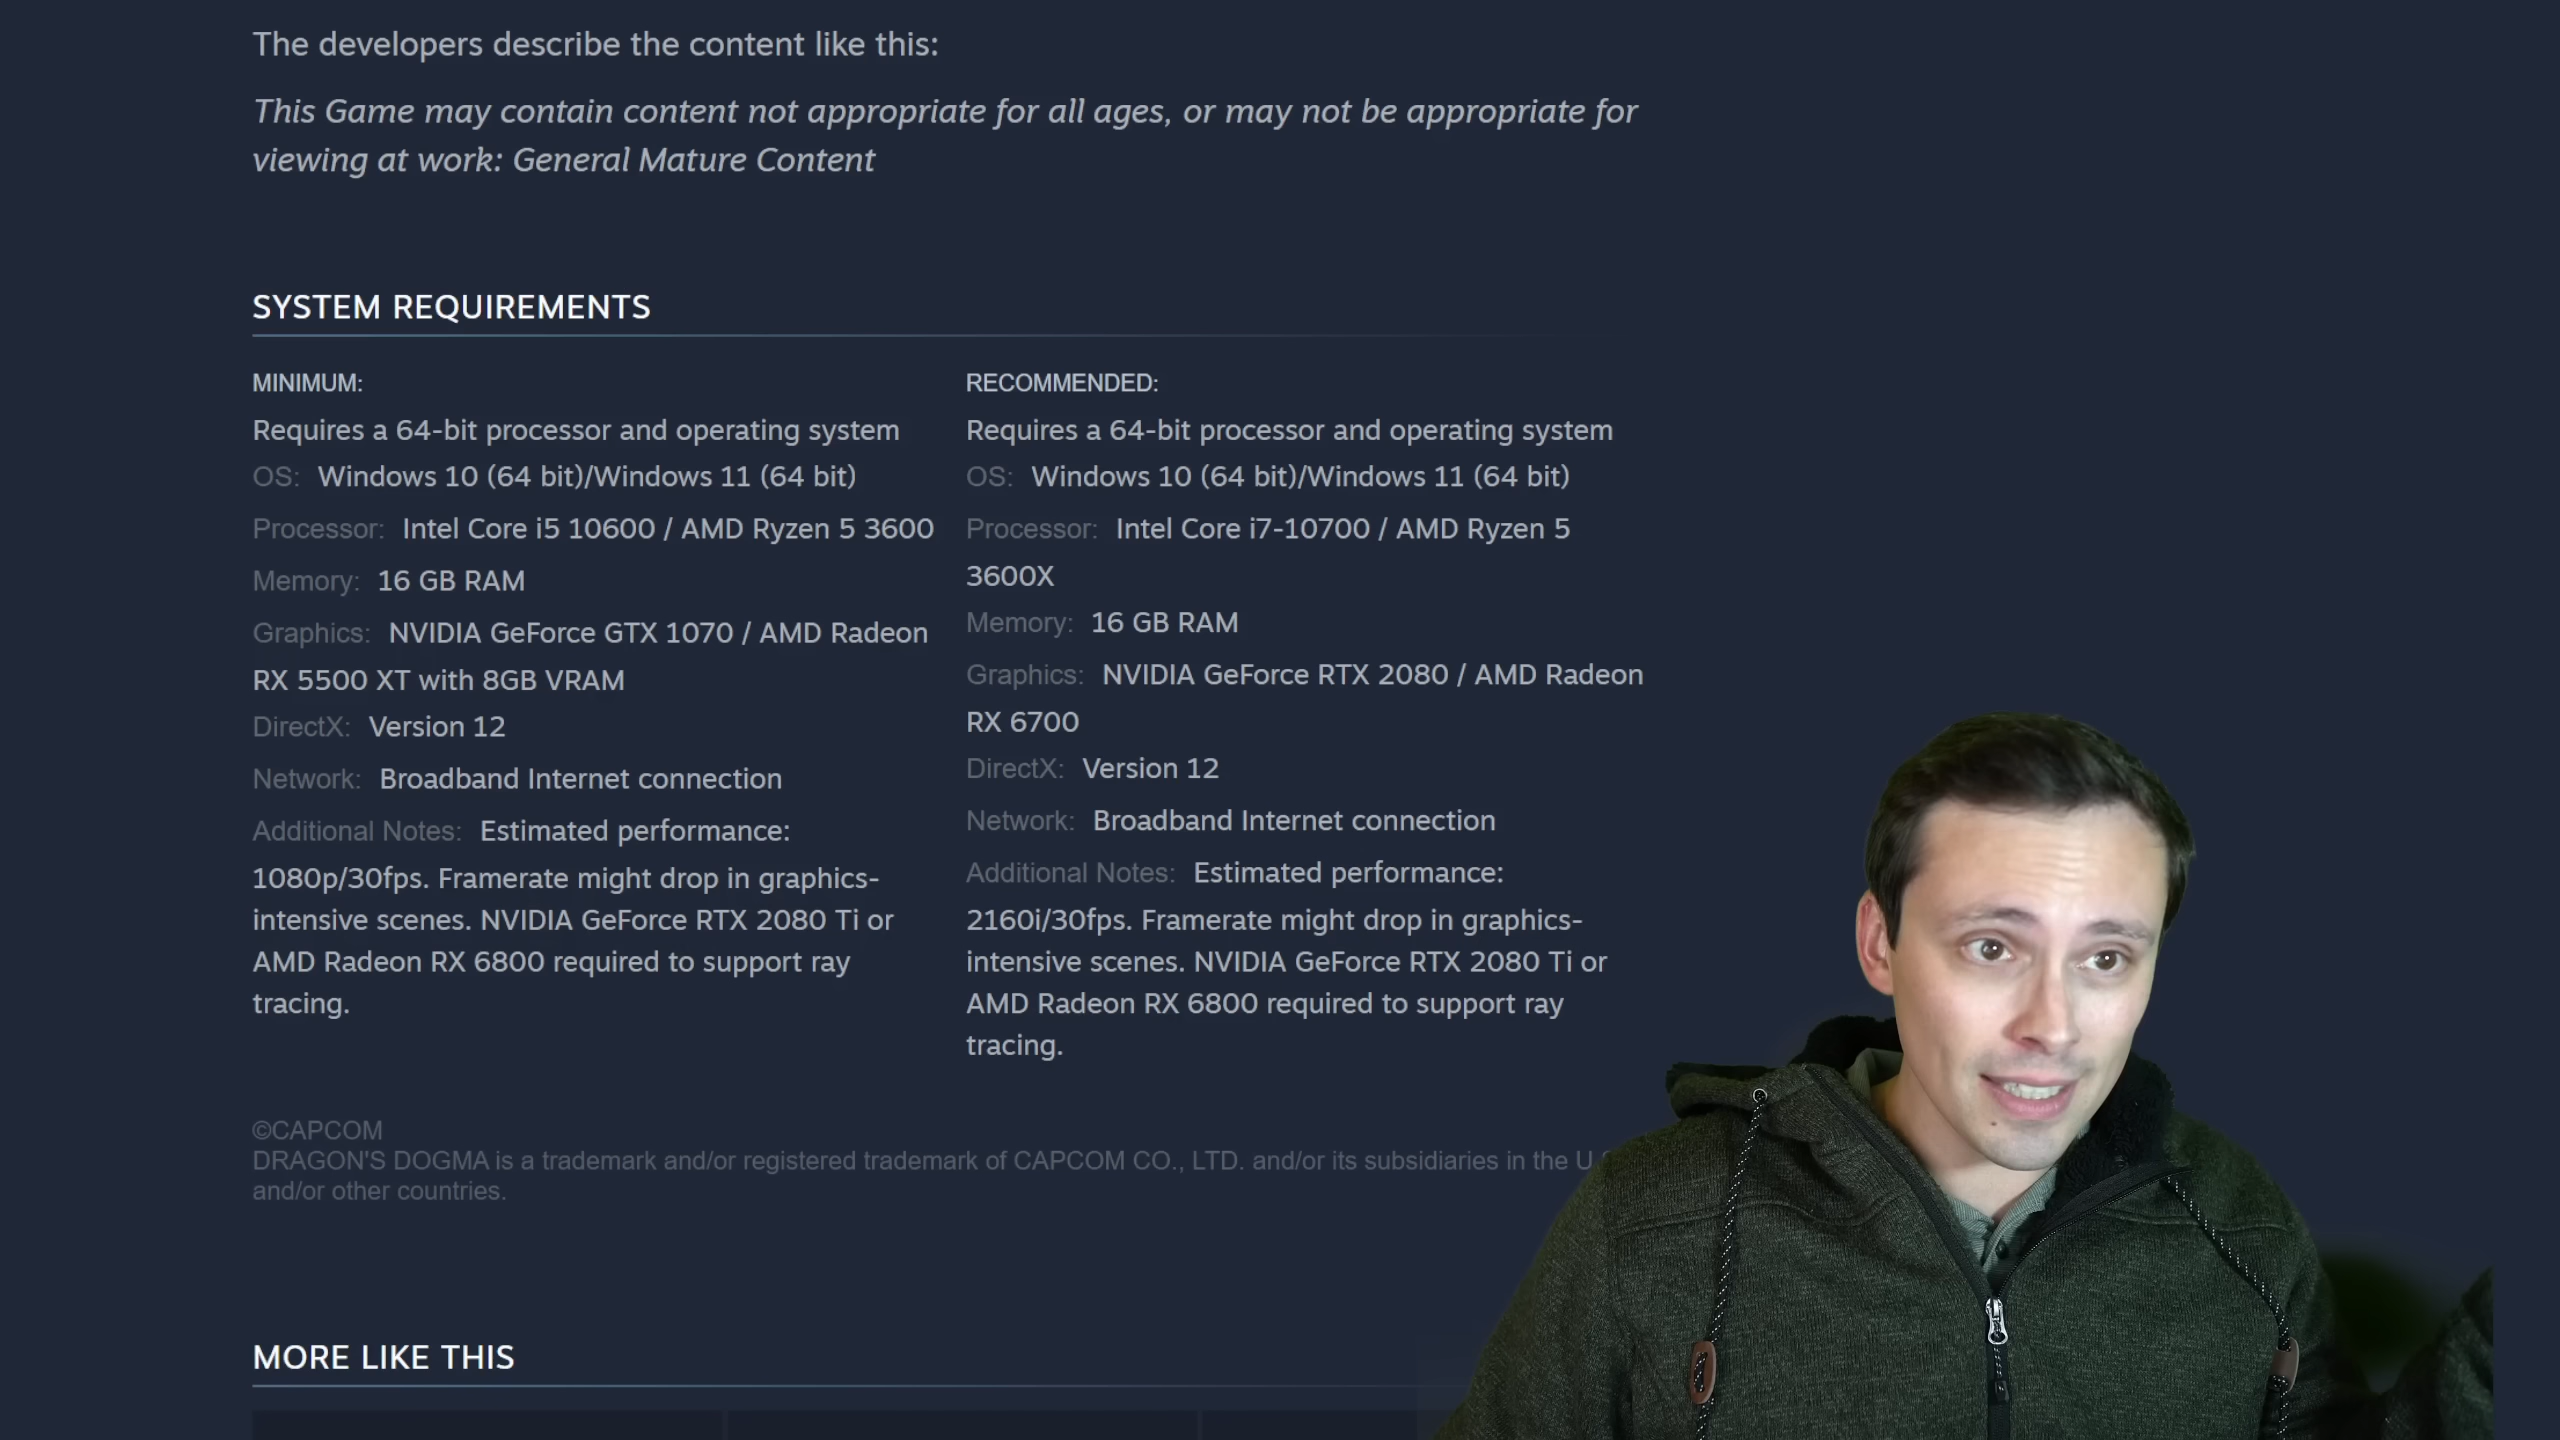 The developers describe the content like this:
This Game may contain content not appropriate for all ages, or may not be appropriate for
viewing at work: General Mature Content
SYSTEM REQUIREMENTS
MINIMUM:
Requires a 64-bit processor and operating system
OS: Windows 10 (64 bit)/Windows 11 (64 bit)
Processor: Intel Core i5 10600 / AMD Ryzen 5 3600
Memory: 16 GB RAM
Graphics: NVIDIA GeForce GTX 1070 / AMD Radeon
RX 5500 XT with 8GB VRAM
DirectX: Version 12
Network: Broadband Internet connection
Additional Notes: Estimated performance:
1080p/30fps. Framerate might drop in graphics-
intensive scenes. NVIDIA GeForce RTX 2080 Ti or
AMD Radeon RX 6800 required to support ray
tracing.
RECOMMENDED:
Requires a 64-bit processor and operating system
OS: Windows 10 (64 bit)/Windows 11 (64 bit)
Processor: Intel Core i7-10700 / AMD Ryzen 5
3600X
Memory: 16 GB RAM
Graphics: NVIDIA GeForce RTX 2080 / AMD Radeon
RX 6700
DirectX: Version 12
Network: Broadband Internet connection
Additional Notes: Estimated performance:
2160i/30fps. Framerate might drop in graphics-
intensive scenes. NVIDIA GeForce RTX 2080 Ti or
AMD Radeon RX 6800 required to support ray
tracing.
©CAPCOM
DRAGON'S DOGMA is a trademark and/or registered trademark of CAPCOM CO., LTD. and/or its subsidiaries in the
and/or other countries.
MORE LIKE THIS